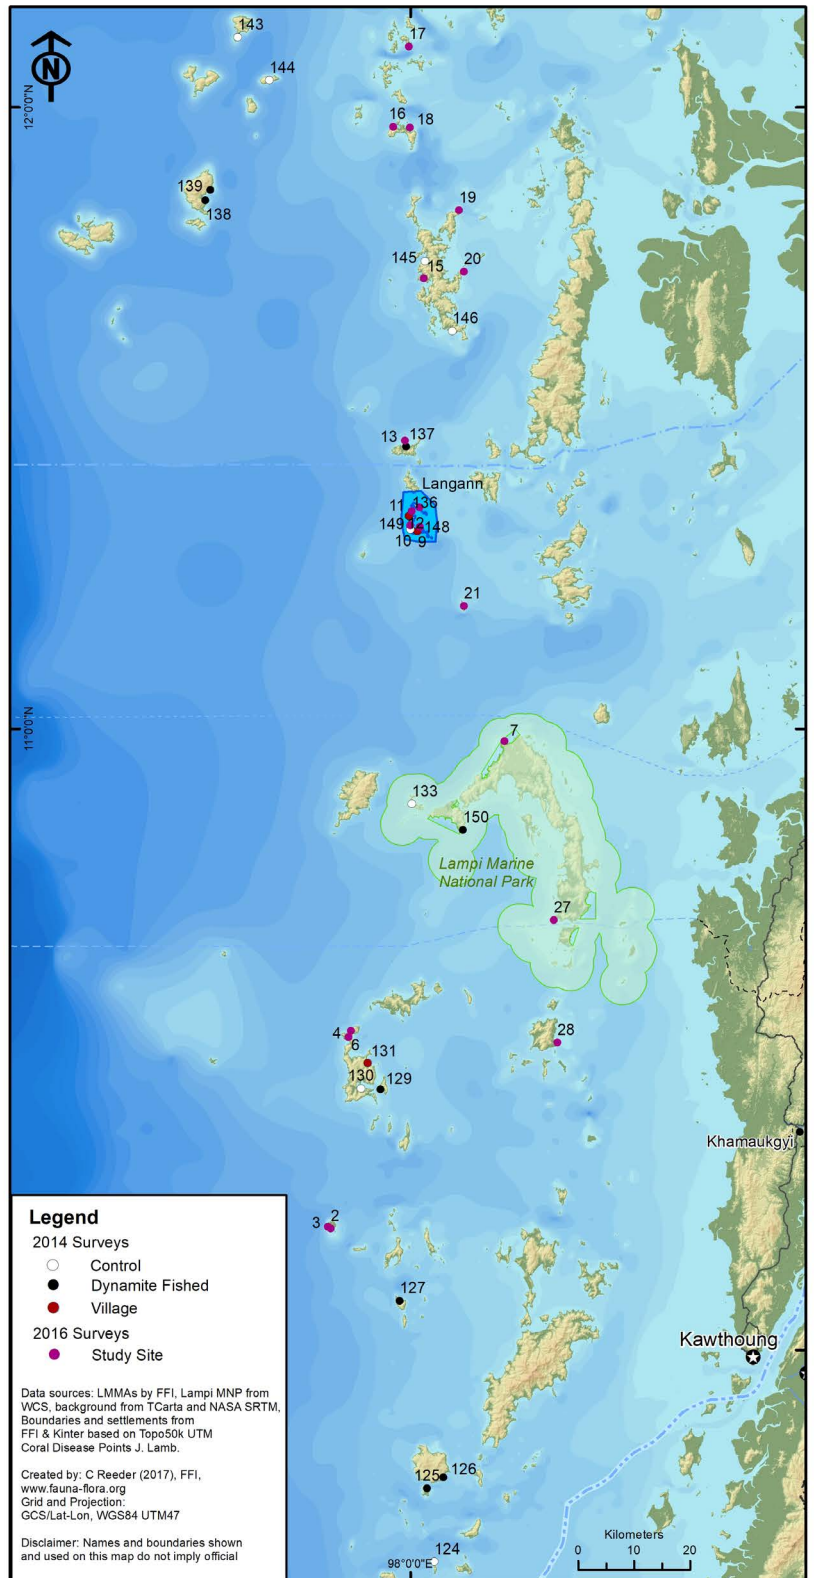 143
17
N
144
12°0'0"N
16
18
139
138
19
145
15
20
146
13
137
Langann
11
136
149
12
148
10
9
21
11°0'0"N
7
133
150
Lampi Marine
National Park
27
4
6
28
131
130
129
Khamaukgyi
3
2
127
Kawthoung
125
126
124
98°0'0"E
Legend
2014 Surveys
Control
Dynamite Fished
Village
2016 Surveys
Study Site
Data sources: LMMAs by FFI, Lampi MNP from
WCS, background from TCarta and NASA SRTM,
Boundaries and settlements from
FFI & Kinter based on Topo50k UTM
Coral Disease Points J. Lamb.
Created by: C Reeder (2017), FFI,
www.fauna-flora.org
Grid and Projection:
GCS/Lat-Lon, WGS84 UTM47
Disclaimer: Names and boundaries shown
and used on this map do not imply official
Kilometers
0 10 20